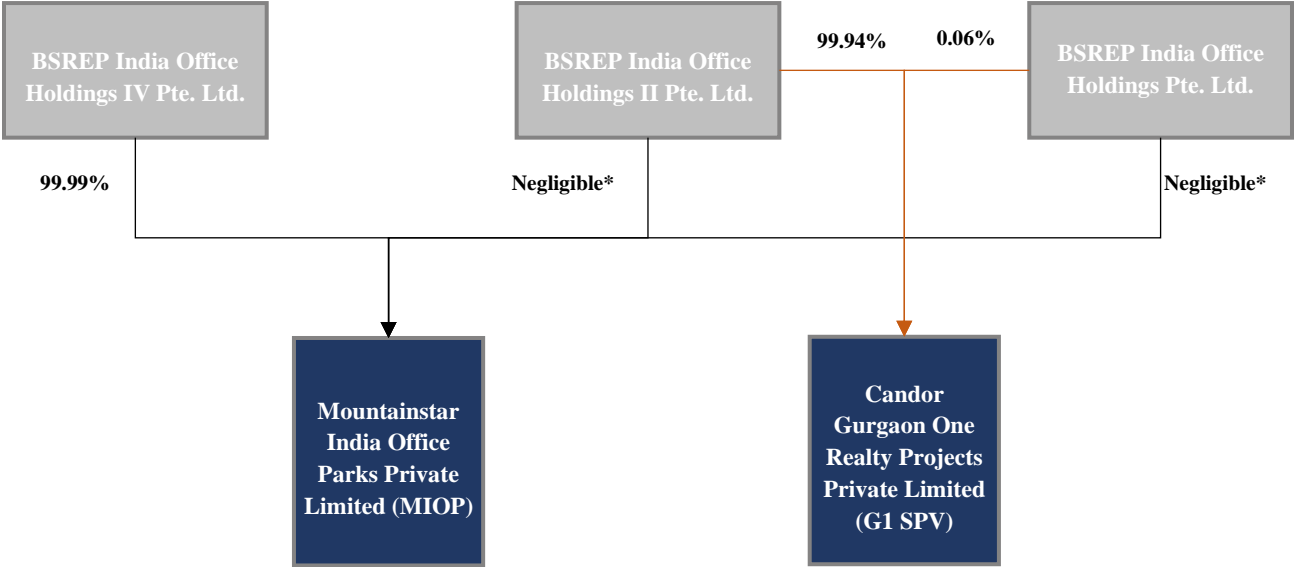 BSREP India Office
Holdings IV Pte. Ltd.
BSREP India Office
Holdings II Pte. Ltd.
99.94%
0.06%
BSREP India Office
Holdings Pte. Ltd.
99.99%
Negligible*
Negligible*
Mountainstar
India Office
Parks Private
Limited (MIOP)
Candor
Gurgaon One
Realty Projects
Private Limited
(G1 SPV)